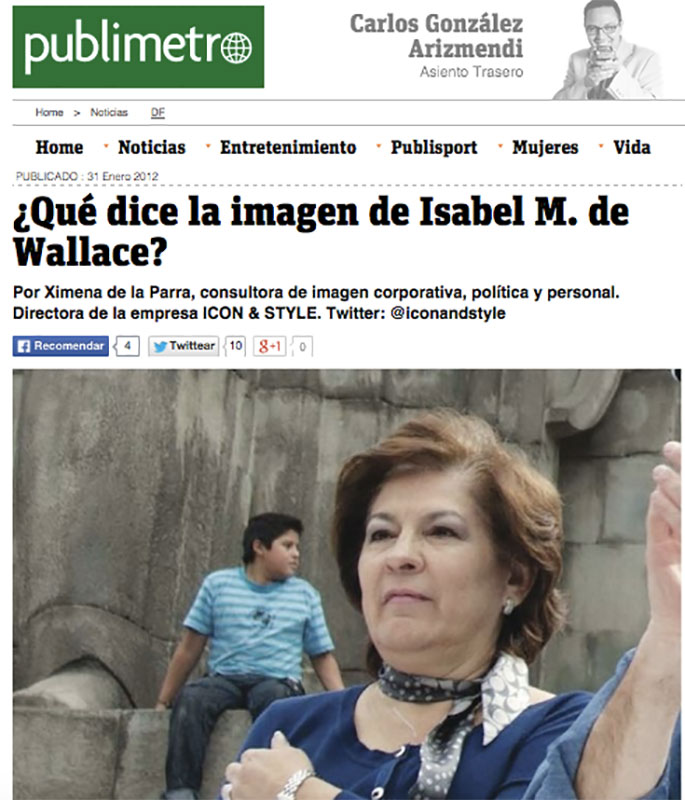 publimetro
Carlos González
Arizmendi
Asiento Trasero
Home > Noticias DF
Home Noticias Entretenimiento Publisport Mujeres Vida
PUBLICADO : 31 Enero 2012
¿Qué dice la imagen de Isabel M. de
Wallace?
Por Ximena de la Parra, consultora de imagen corporativa, política y personal.
Directora de la empresa ICON & STYLE. Twitter: @iconandstyle
Recomendar 4 Twittear 10 g+1 0